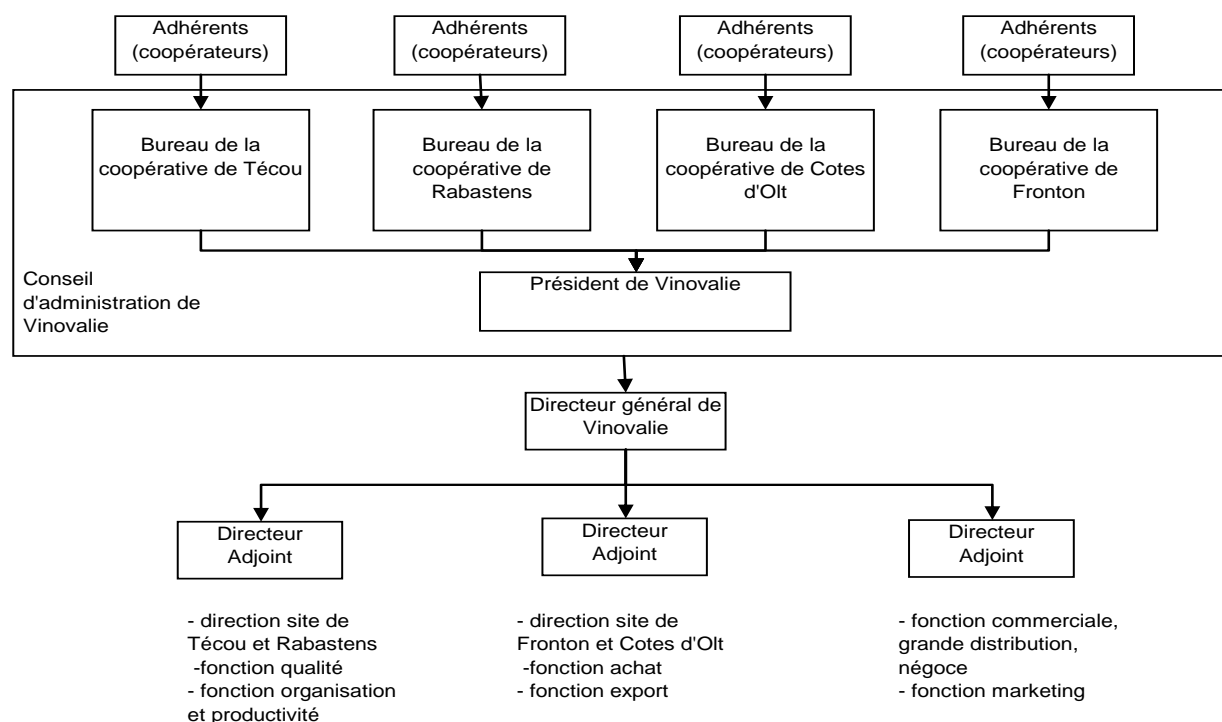 Adhérents
(coopérateurs)
Adhérents
(coopérateurs)
Adhérents
(coopérateurs)
Adhérents
(coopérateurs)
Bureau de la
coopérative de Técou
Bureau de la
coopérative de
Rabastens
Bureau de la
coopérative de Cotes
d'Olt
Bureau de la
coopérative de
Fronton
Conseil
d'administration de
Vinovalie
Président de Vinovalie
Directeur général de
Vinovalie
Directeur
Adjoint
Directeur
Adjoint
Directeur
Adjoint
- direction site de
Técou et Rabastens
-fonction qualité
- fonction organisation
et productivité
- direction site de
Fronton et Cotes d'Olt
-fonction achat
- fonction export
- fonction commerciale,
grande distribution,
négoce
- fonction marketing